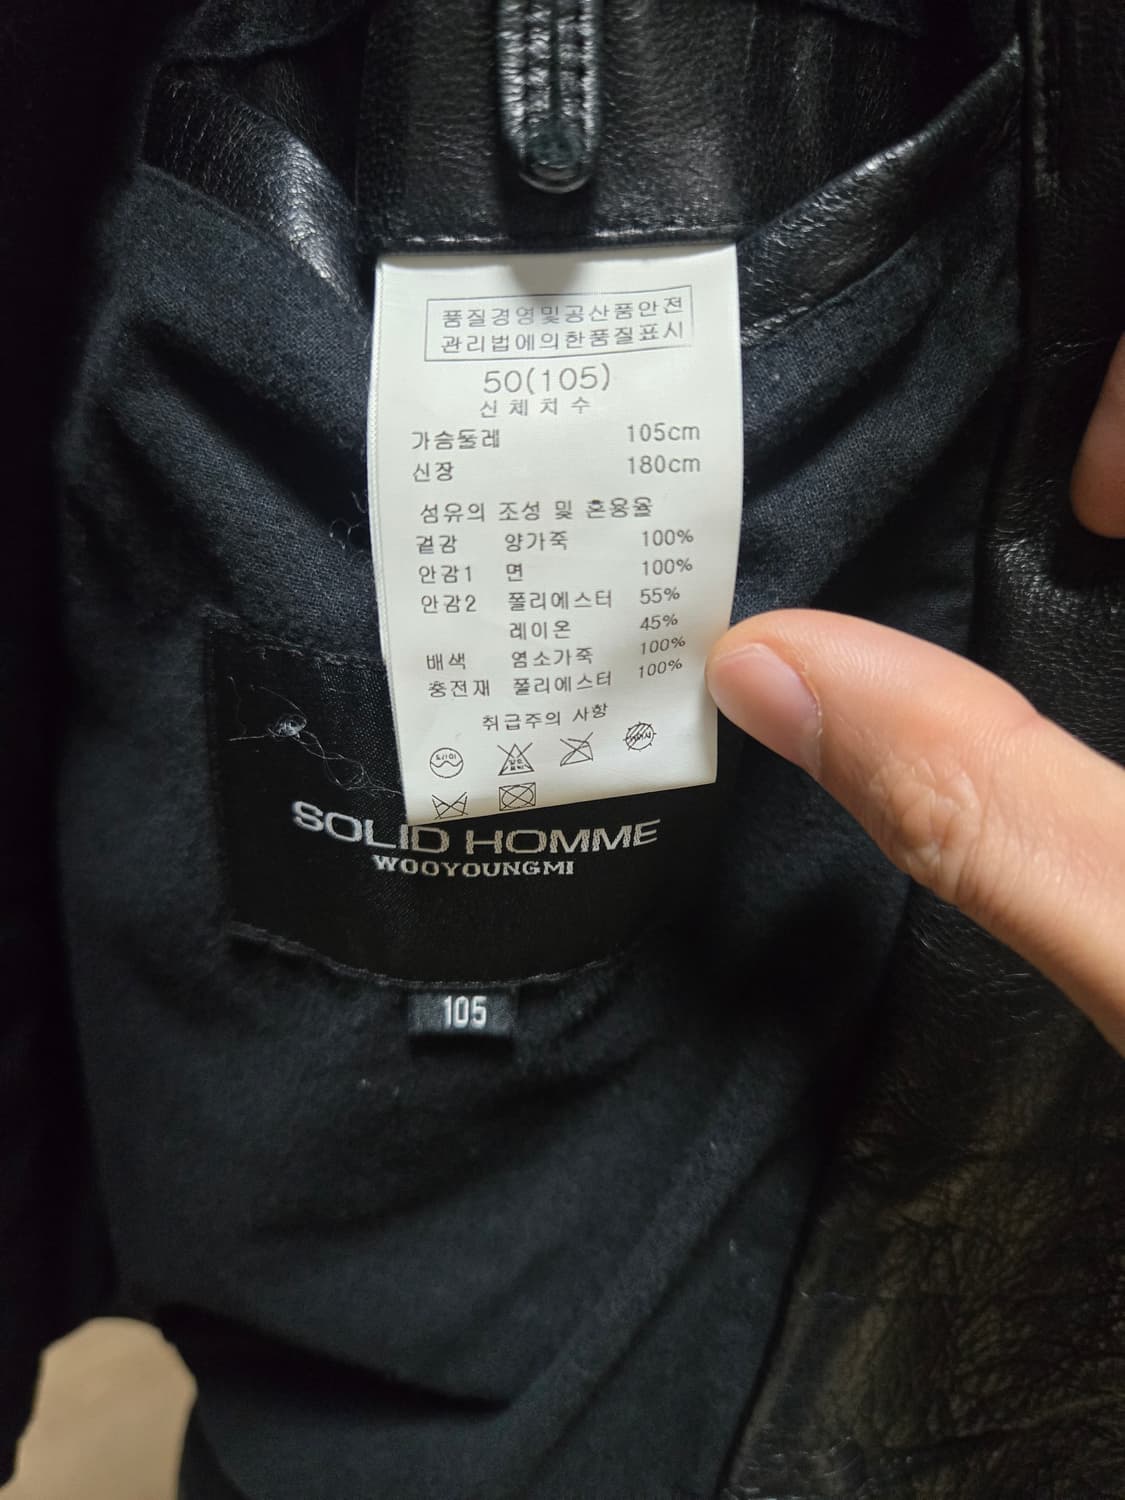 품질경영및공산품안전
관리법에의한품질표시
50(105)
신체치수
가슴둘레 105cm
신장 180cm
섬유의 조성 및 혼용율
겉감 양가죽 100%
안감1 면 100%
안감2 폴리에스터 55%
레이온 45%
배색 염소가죽 100%
충전재 폴리에스터 100%
취급주의 사항
드라이
SOLID HOMME
WOOYOUNGMI
105